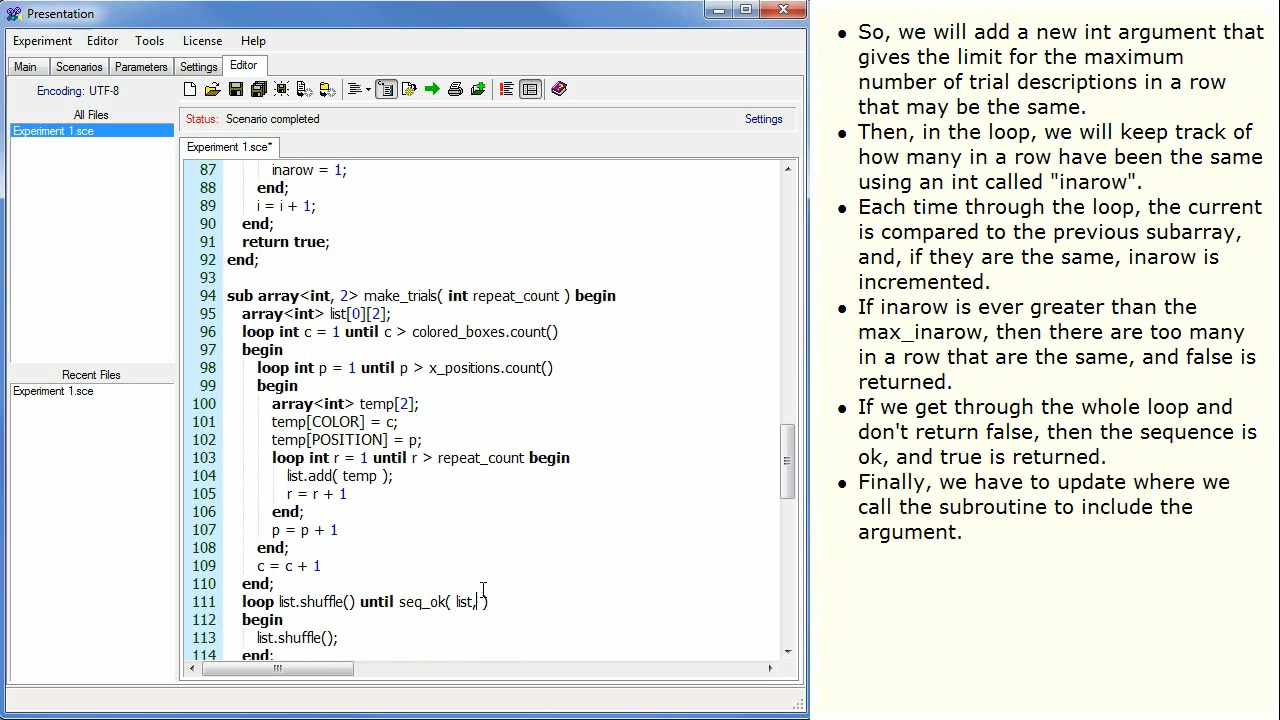 Presentation
Experiment Editor Tools License Help
Main Scenarios Parameters Settings Editor
Encoding: UTF-8
All Files
Experiment 1.sce
Recent Files
Experiment 1.sce
Status: Scenario completed Settings
Experiment 1.sce*
87 inarow = 1;
88 end;
89 i = i + 1;
90 end;
91 return true;
92 end;
93
94 sub array<int, 2> make_trials( int repeat_count ) begin
95 array<int> list[0][2];
96 loop int c = 1 until c > colored_boxes.count()
97 begin
98 loop int p = 1 until p > x_positions.count()
99 begin
100 array<int> temp[2];
101 temp[COLOR] = c;
102 temp[POSITION] = p;
103 loop int r = 1 until r > repeat_count begin
104 list.add( temp );
105 r = r + 1
106 end;
107 p = p + 1
108 end;
109 c = c + 1
110 end;
111 loop list.shuffle() until seq_ok( list, )
112 begin
113 list.shuffle();
114 end;
• So, we will add a new int argument that
gives the limit for the maximum
number of trial descriptions in a row
that may be the same.
• Then, in the loop, we will keep track of
how many in a row have been the same
using an int called "inarow".
• Each time through the loop, the current
is compared to the previous subarray,
and, if they are the same, inarow is
incremented.
• If inarow is ever greater than the
max_inarow, then there are too many
in a row that are the same, and false is
returned.
• If we get through the whole loop and
don't return false, then the sequence is
ok, and true is returned.
• Finally, we have to update where we
call the subroutine to include the
argument.